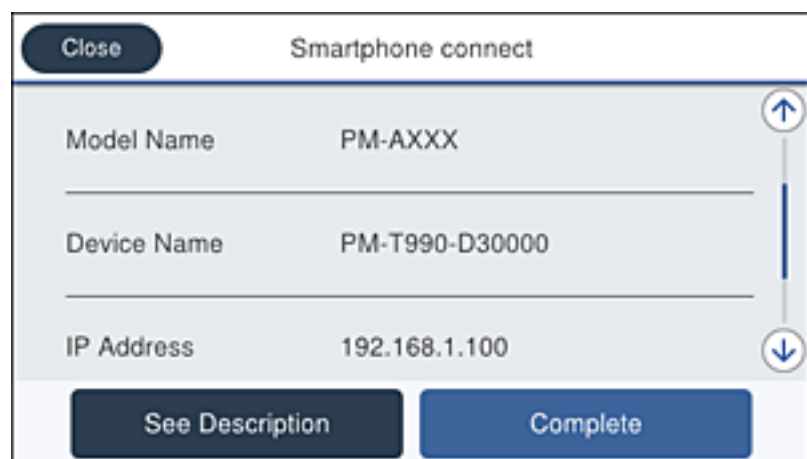 Close Smartphone connect
Model Name PM-AXXX
Device Name PM-T990-D30000
IP Address 192.168.1.100
See Description Complete